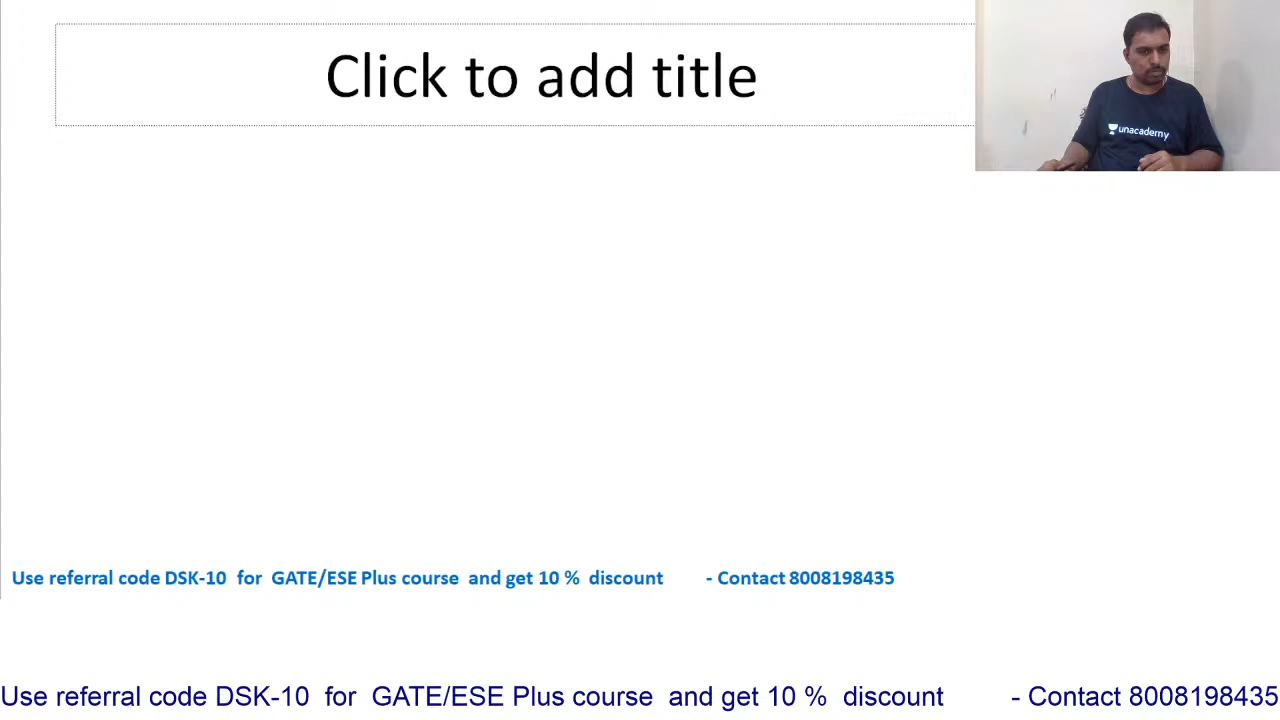 Click to add title
unacademy
Use referral code DSK-10 for GATE/ESE Plus course and get 10 % discount - Contact 8008198435
Use referral code DSK-10 for GATE/ESE Plus course and get 10 % discount - Contact 8008198435